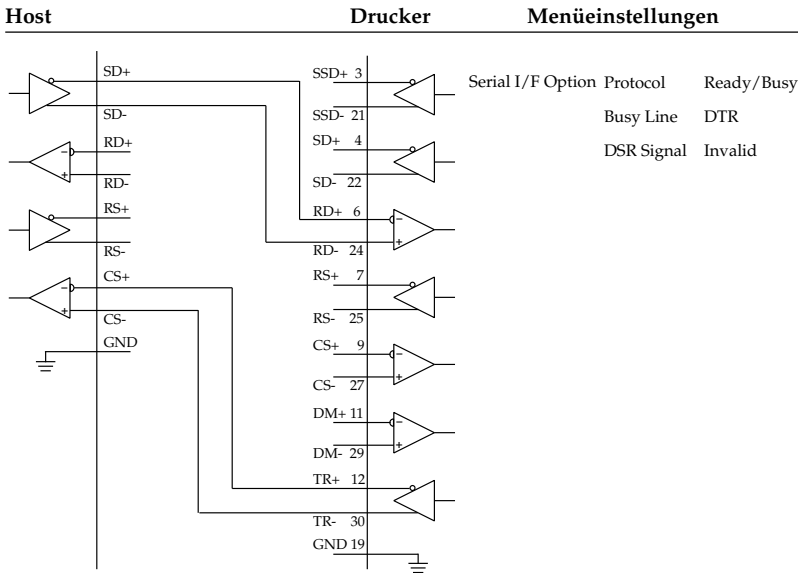 Host Drucker Menüeinstellungen
SD+
SD-
RD+
RD-
RS+
RS-
CS+
CS-
GND
SSD+ 3
SSD- 21
SD+ 4
SD- 22
RD+ 6
RD- 24
RS+ 7
RS- 25
CS+ 9
CS- 27
DM+ 11
DM- 29
TR+ 12
TR- 30
GND 19
Serial I/F Option Protocol Ready/Busy
Busy Line DTR
DSR Signal Invalid